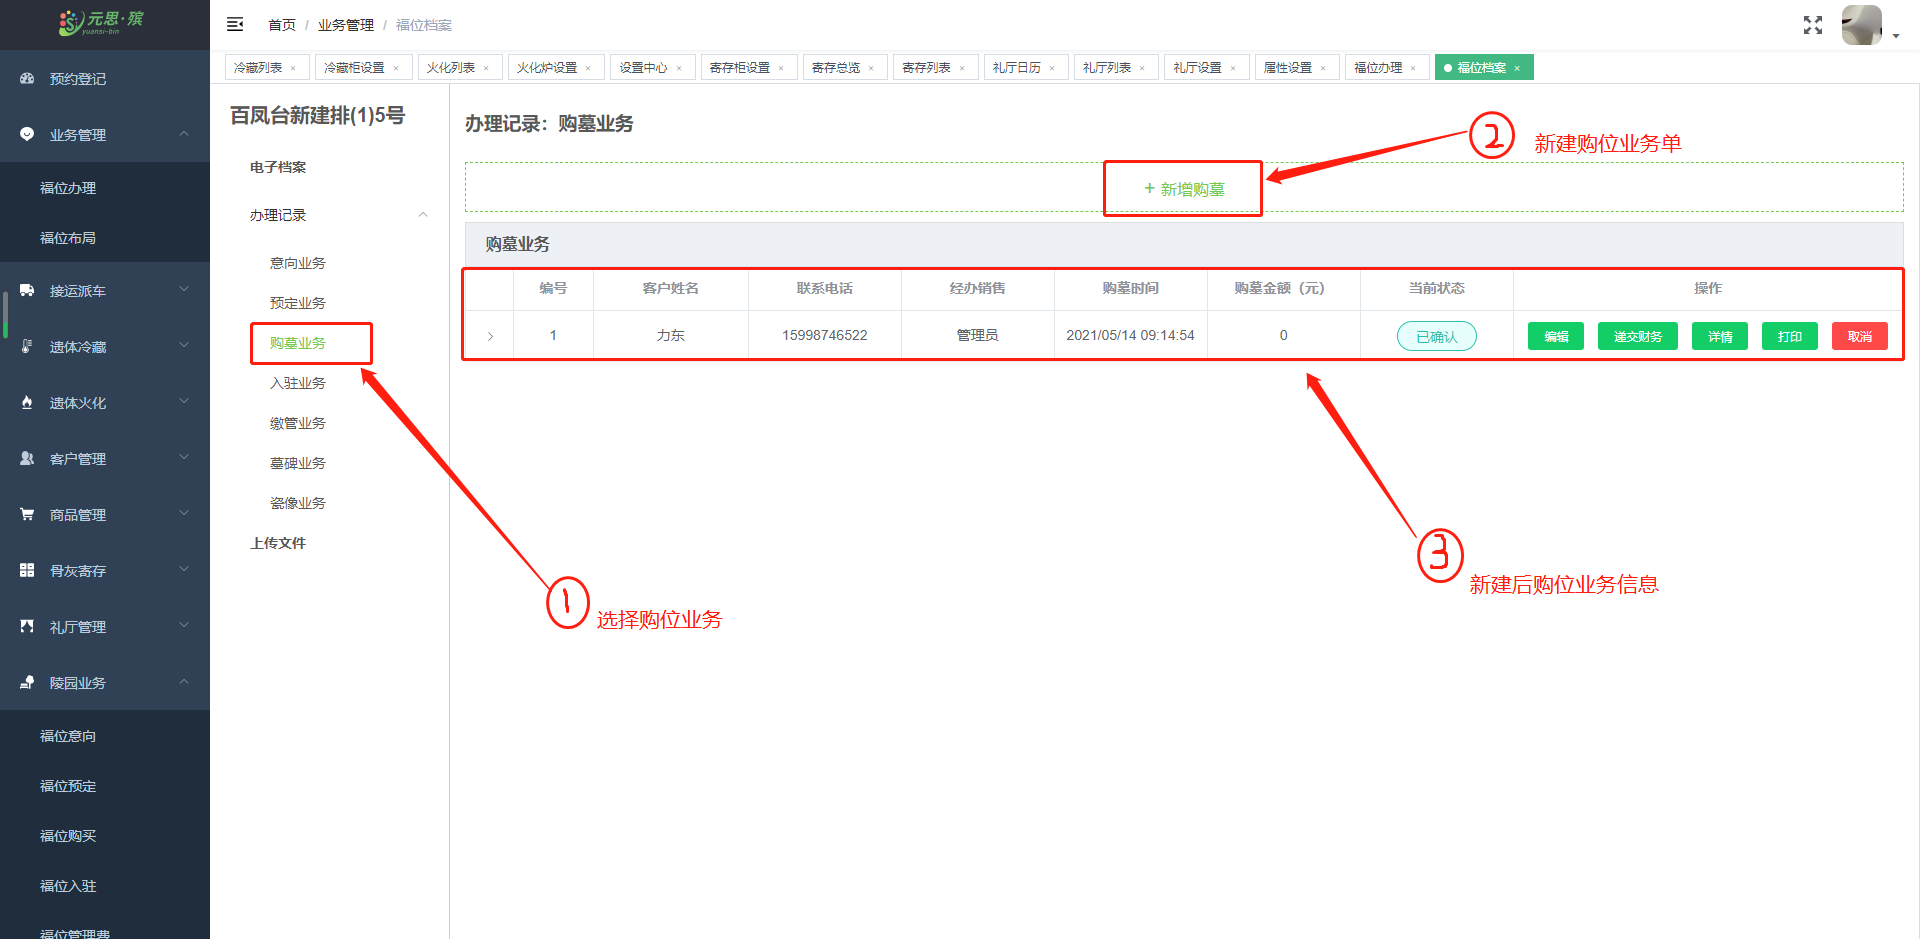 元思·殡
yuansi-bin
预约登记
业务管理
福位办理
福位布局
接运派车
遗体冷藏
遗体火化
客户管理
商品管理
骨灰寄存
礼厅管理
陵园业务
福位意向
福位预定
福位购买
福位入驻
福位管理费
首页 / 业务管理 / 福位档案
冷藏列表 × 冷藏柜设置 × 火化列表 × 火化炉设置 × 设置中心 × 寄存柜设置 × 寄存总览 × 寄存列表 × 礼厅日历 × 礼厅列表 × 礼厅设置 × 属性设置 × 福位办理 × 福位档案 ×
百凤台新建排(1)5号
电子档案
办理记录
意向业务
预定业务
购墓业务
入驻业务
缴管业务
墓碑业务
瓷像业务
上传文件
办理记录：购墓业务
+ 新增购墓
购墓业务
编号 客户姓名 联系电话 经办销售 购墓时间 购墓金额（元） 当前状态 操作
1 力东 15998746522 管理员 2021/05/14 09:14:54 0 已确认 编辑 递交财务 详情 打印 取消
1 选择购位业务
2 新建购位业务单
3 新建后购位业务信息